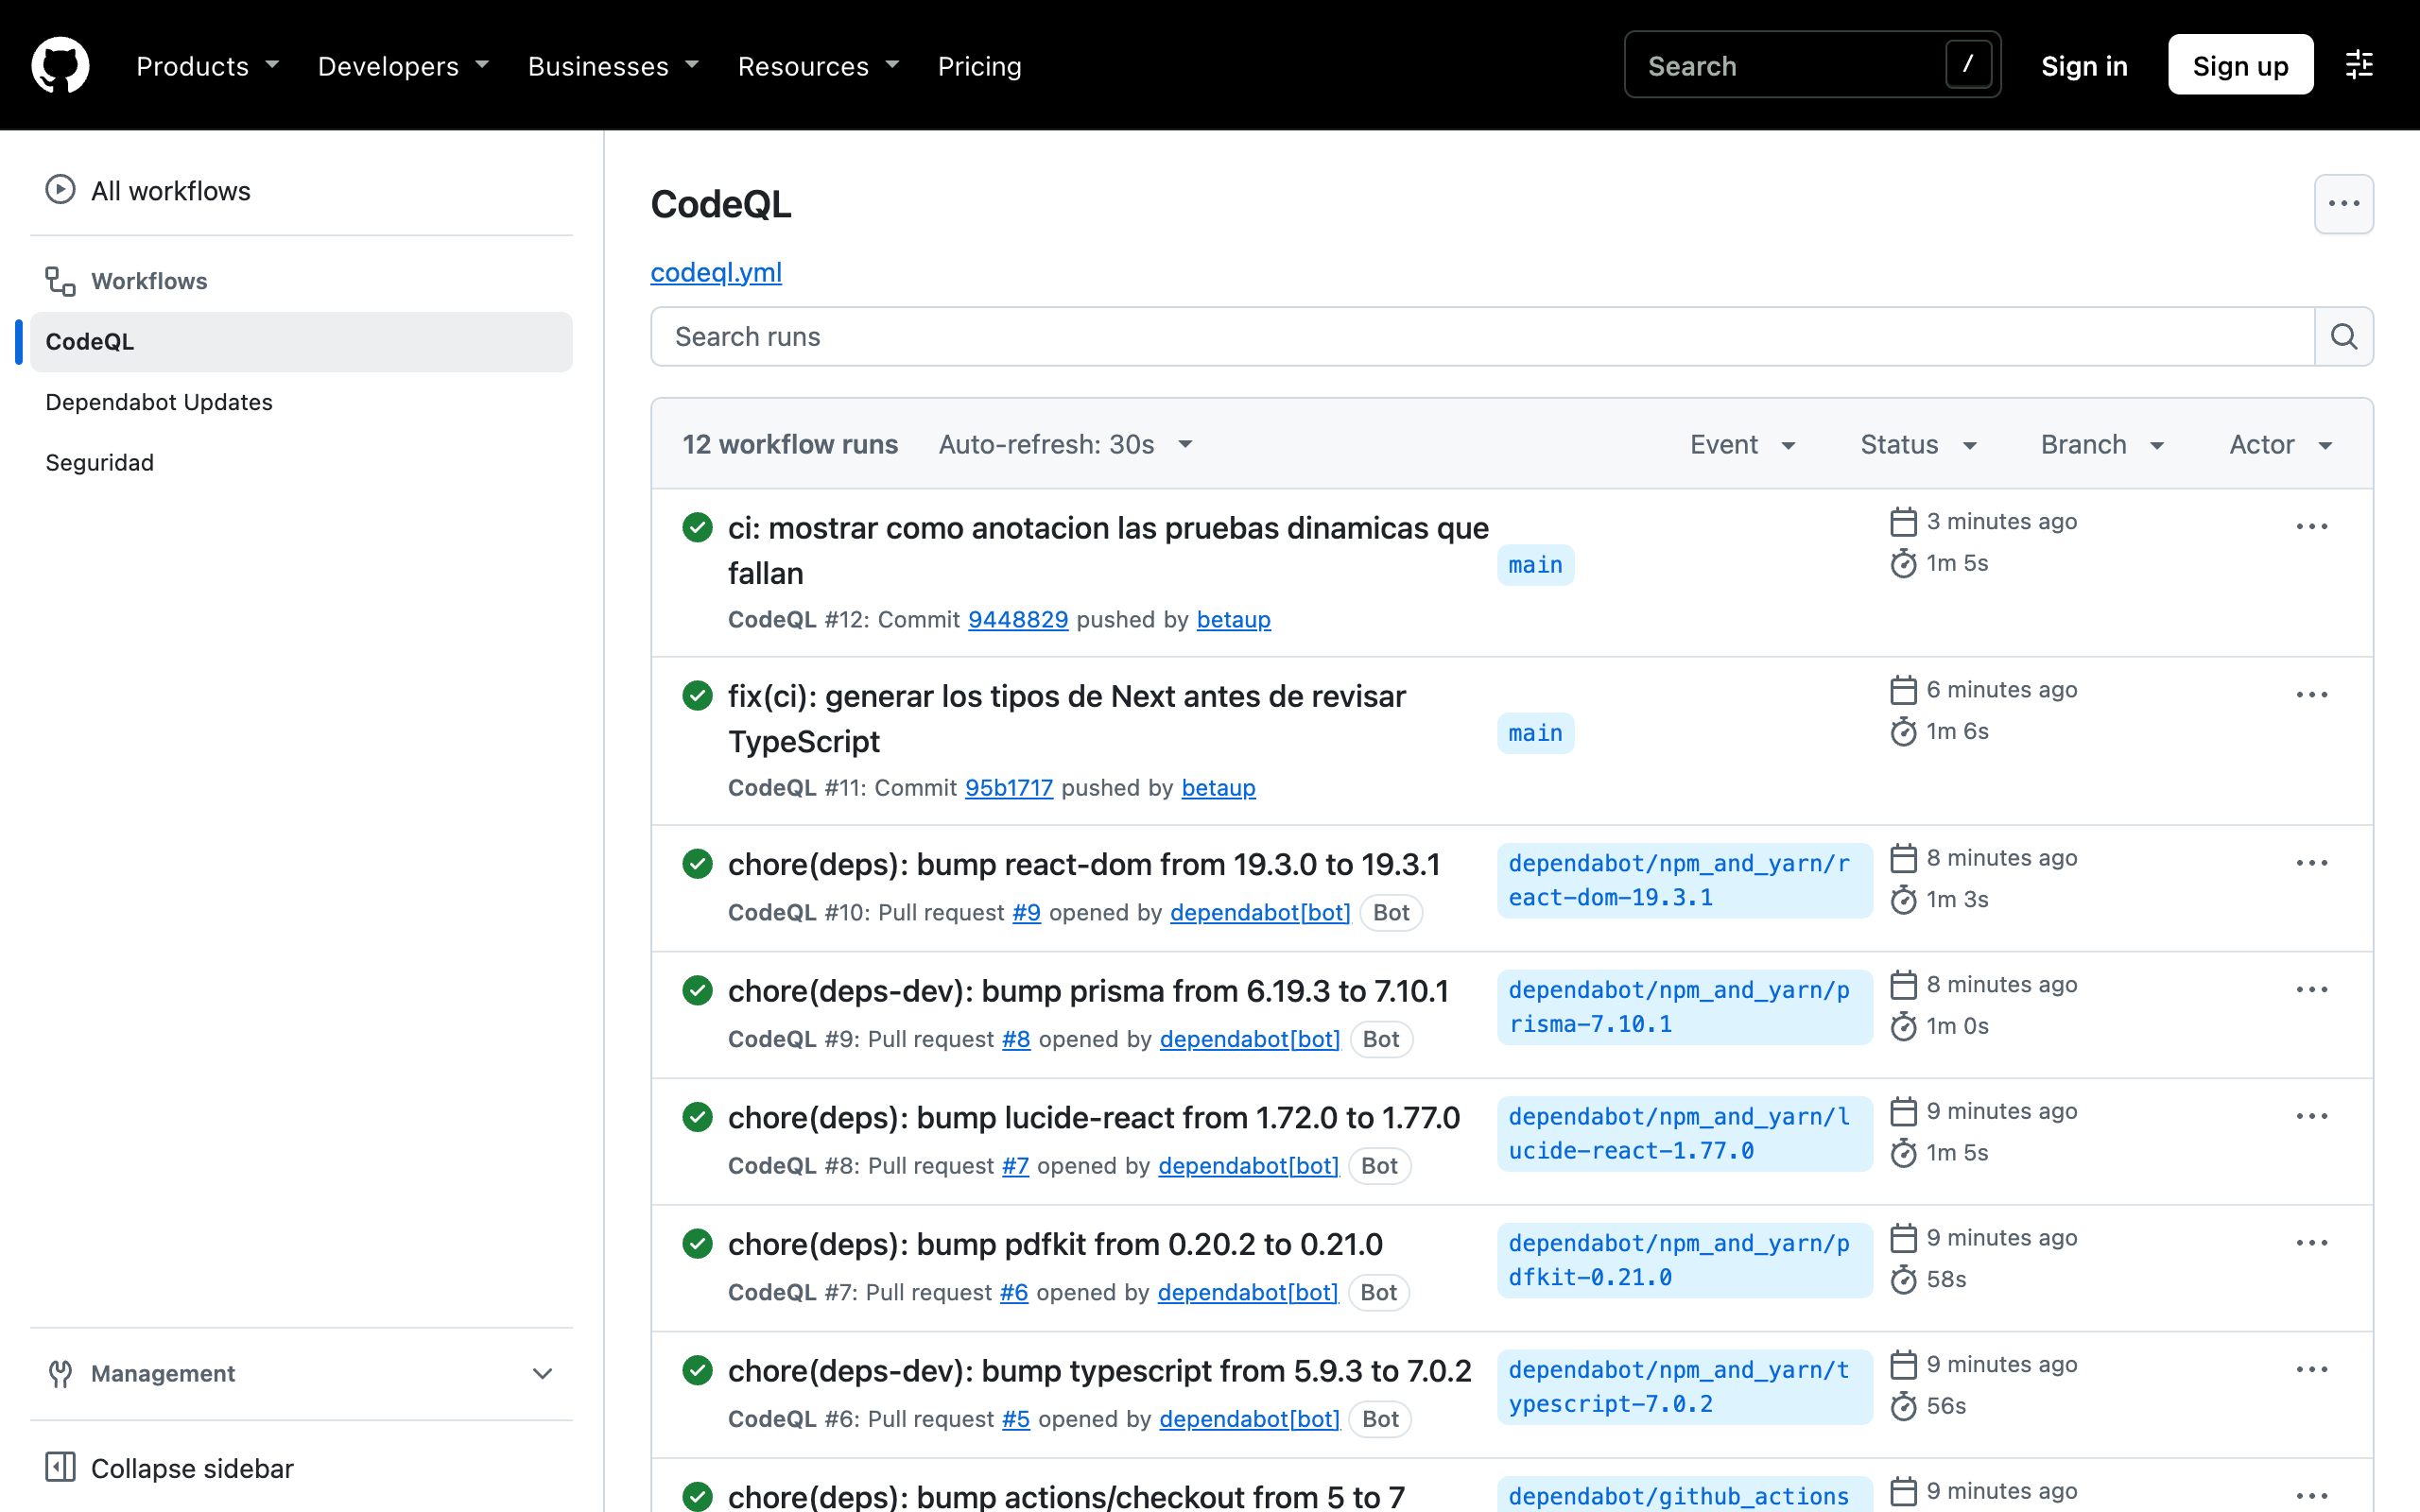 Products
Developers
Businesses
Resources
Pricing
Search /
Sign in
Sign up
All workflows
Workflows
CodeQL
Dependabot Updates
Seguridad
Management
Collapse sidebar
CodeQL
codeql.yml
Search runs
12 workflow runs
Auto-refresh: 30s
Event
Status
Branch
Actor
ci: mostrar como anotacion las pruebas dinamicas que
fallan
CodeQL #12: Commit 9448829 pushed by betaup
main
3 minutes ago
1m 5s
fix(ci): generar los tipos de Next antes de revisar
TypeScript
CodeQL #11: Commit 95b1717 pushed by betaup
main
6 minutes ago
1m 6s
chore(deps): bump react-dom from 19.3.0 to 19.3.1
CodeQL #10: Pull request #9 opened by dependabot[bot] Bot
dependabot/npm_and_yarn/r
eact-dom-19.3.1
8 minutes ago
1m 3s
chore(deps-dev): bump prisma from 6.19.3 to 7.10.1
CodeQL #9: Pull request #8 opened by dependabot[bot] Bot
dependabot/npm_and_yarn/p
risma-7.10.1
8 minutes ago
1m 0s
chore(deps): bump lucide-react from 1.72.0 to 1.77.0
CodeQL #8: Pull request #7 opened by dependabot[bot] Bot
dependabot/npm_and_yarn/l
ucide-react-1.77.0
9 minutes ago
1m 5s
chore(deps): bump pdfkit from 0.20.2 to 0.21.0
CodeQL #7: Pull request #6 opened by dependabot[bot] Bot
dependabot/npm_and_yarn/p
dfkit-0.21.0
9 minutes ago
58s
chore(deps-dev): bump typescript from 5.9.3 to 7.0.2
CodeQL #6: Pull request #5 opened by dependabot[bot] Bot
dependabot/npm_and_yarn/t
ypescript-7.0.2
9 minutes ago
56s
chore(deps): bump actions/checkout from 5 to 7
dependabot/github_actions
9 minutes ago